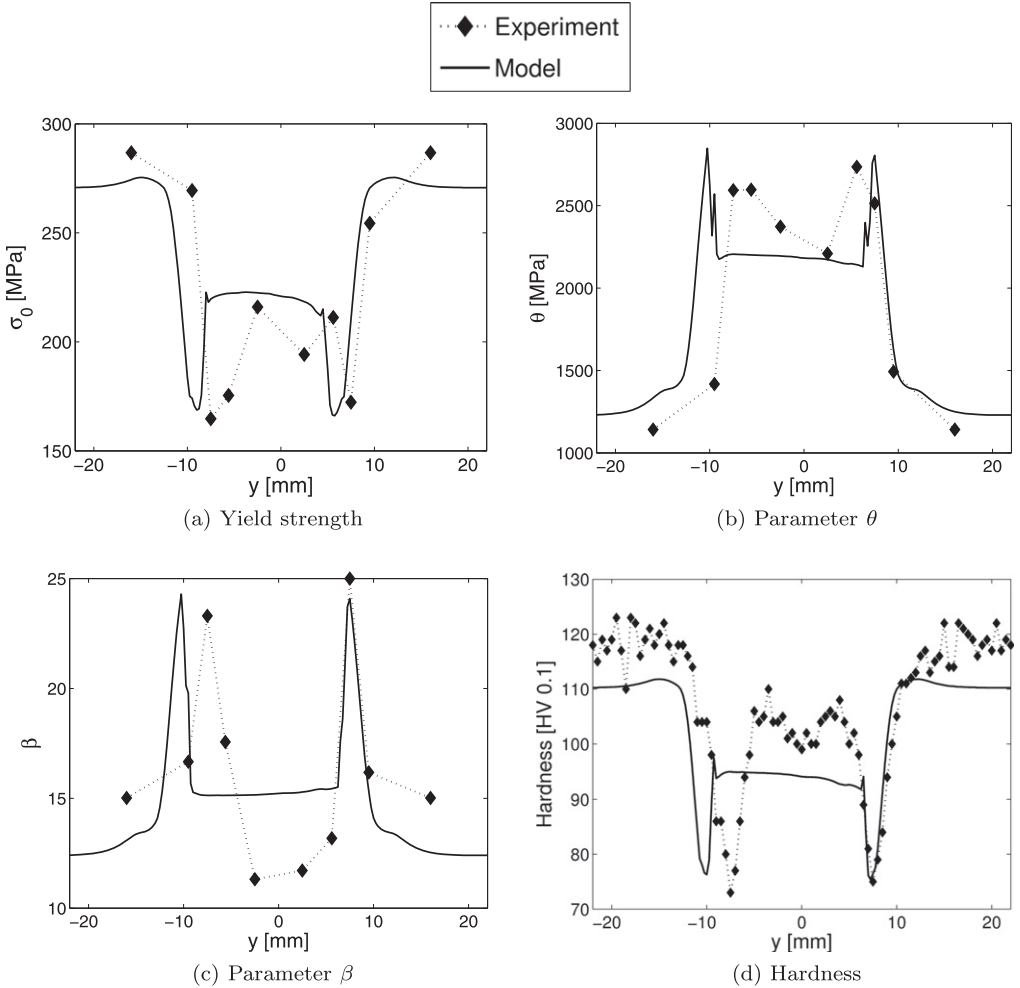 Experiment
Model
300
250
200
150
σ0 [MPa]
−20 −10 0 10 20
y [mm]
(a) Yield strength
3000
2500
2000
1500
1000
θ [MPa]
−20 −10 0 10 20
y [mm]
(b) Parameter θ
25
20
15
10
β
−20 −10 0 10 20
y [mm]
(c) Parameter β
130
120
110
100
90
80
70
Hardness [HV 0.1]
−20 −10 0 10 20
y [mm]
(d) Hardness